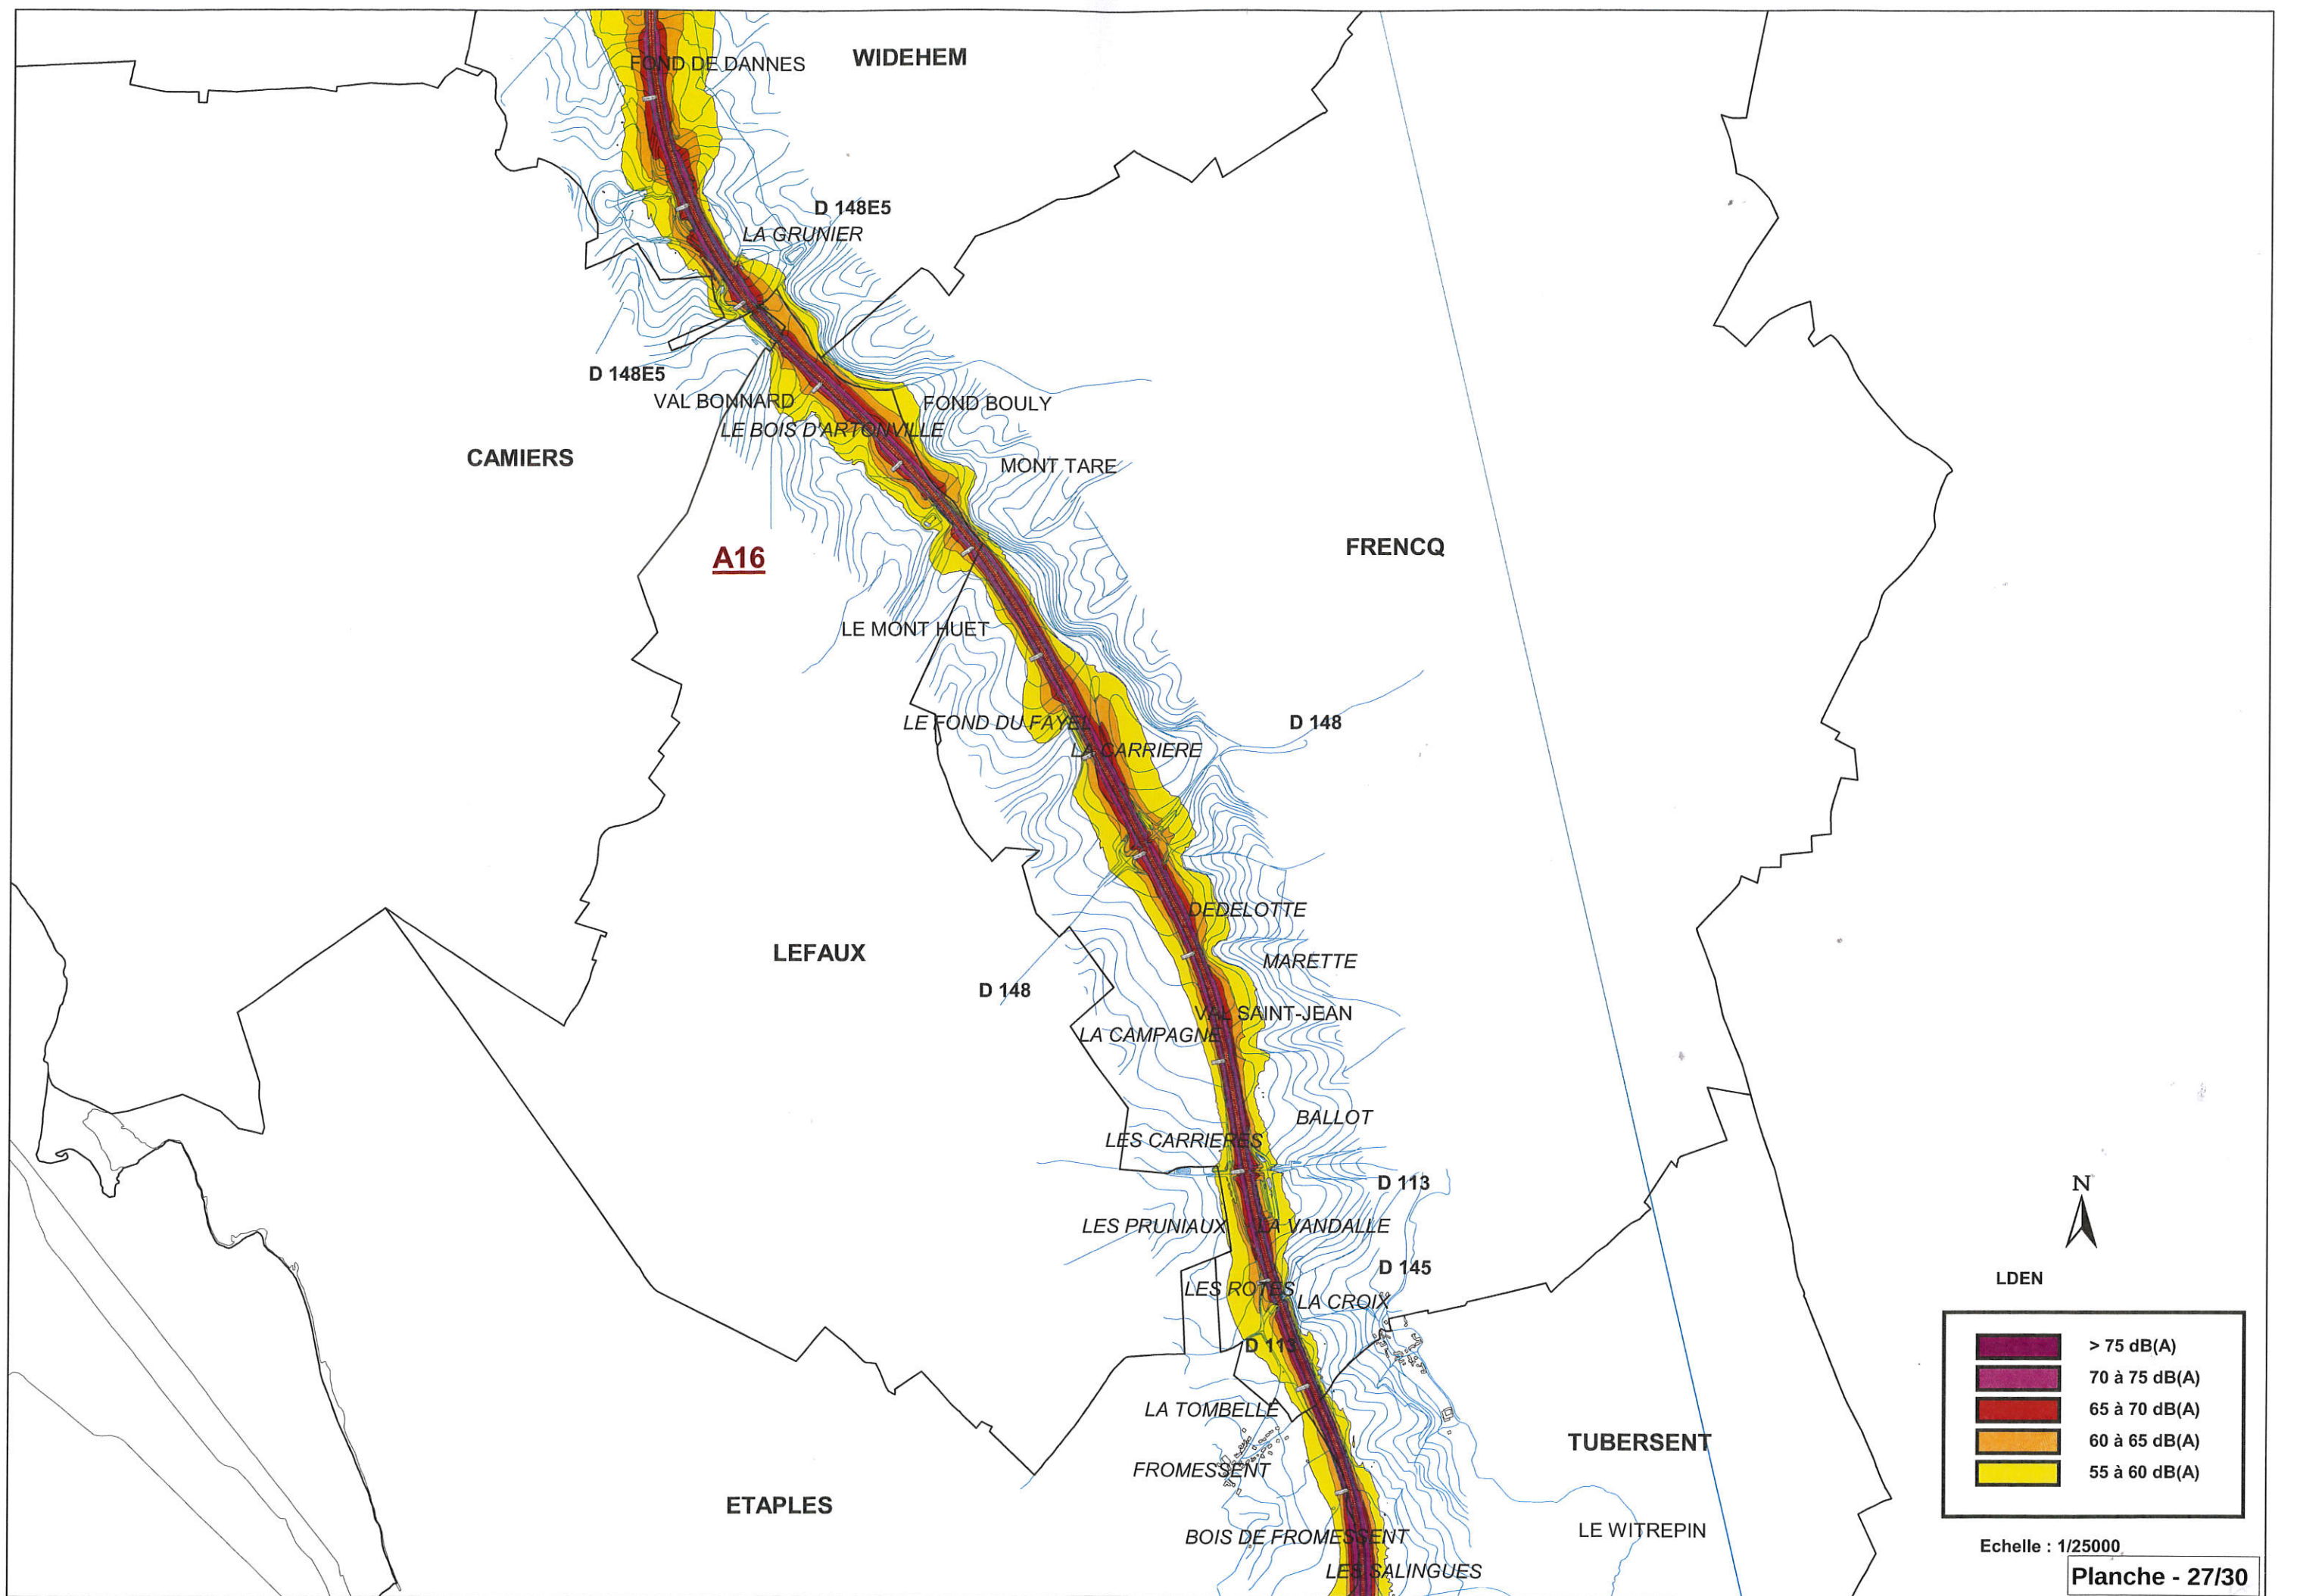 FOND DE DANNES
WIDEHEM
D 148E5
LA GRUNIER
D 148E5
VAL BONNARD
FOND BOULY
LE BOIS D'ARTONVILLE
CAMIERS
MONT TARE
A16
FRENCQ
LE MONT HUET
LE FOND DU FAYEL
D 148
LA CARRIERE
DEDELOTTE
LEFAUX
MARETTE
D 148
VAL SAINT-JEAN
LA CAMPAGNE
BALLOT
LES CARRIERES
D 113
LES PRUNIAUX
LA VANDALLE
D 145
LES ROTES
LA CROIX
D 113
LA TOMBELLE
TUBERSENT
FROMESSENT
ETAPLES
BOIS DE FROMESSENT
LE WITREPIN
LES SALINGUES
N
LDEN
> 75 dB(A)
70 à 75 dB(A)
65 à 70 dB(A)
60 à 65 dB(A)
55 à 60 dB(A)
Echelle : 1/25000
Planche - 27/30